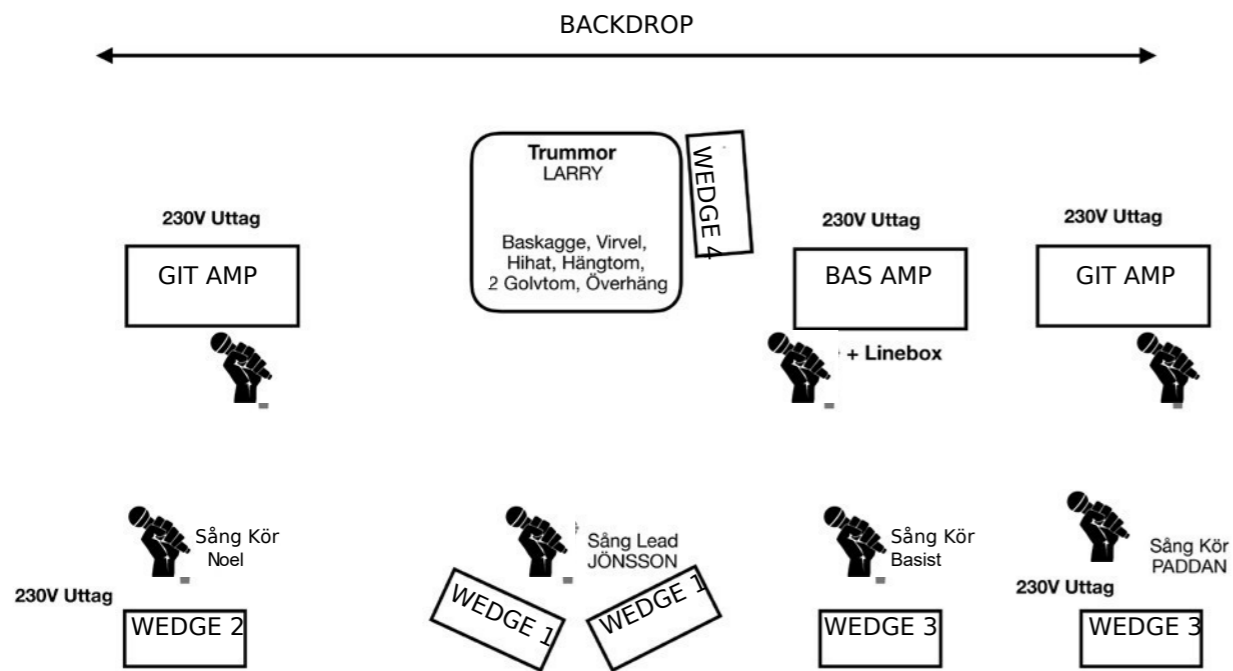 BACKDROP
Trummor
LARRY
Baskagge, Virvel,
Hihat, Hängtom,
2 Golvtom, Överhäng
WEDGE 4
230V Uttag
GIT AMP
230V Uttag
BAS AMP
+ Linebox
230V Uttag
GIT AMP
Sång Kör
Noel
230V Uttag
WEDGE 2
Sång Lead
JÖNSSON
WEDGE 1
WEDGE 1
Sång Kör
Basist
WEDGE 3
Sång Kör
PADDAN
230V Uttag
WEDGE 3